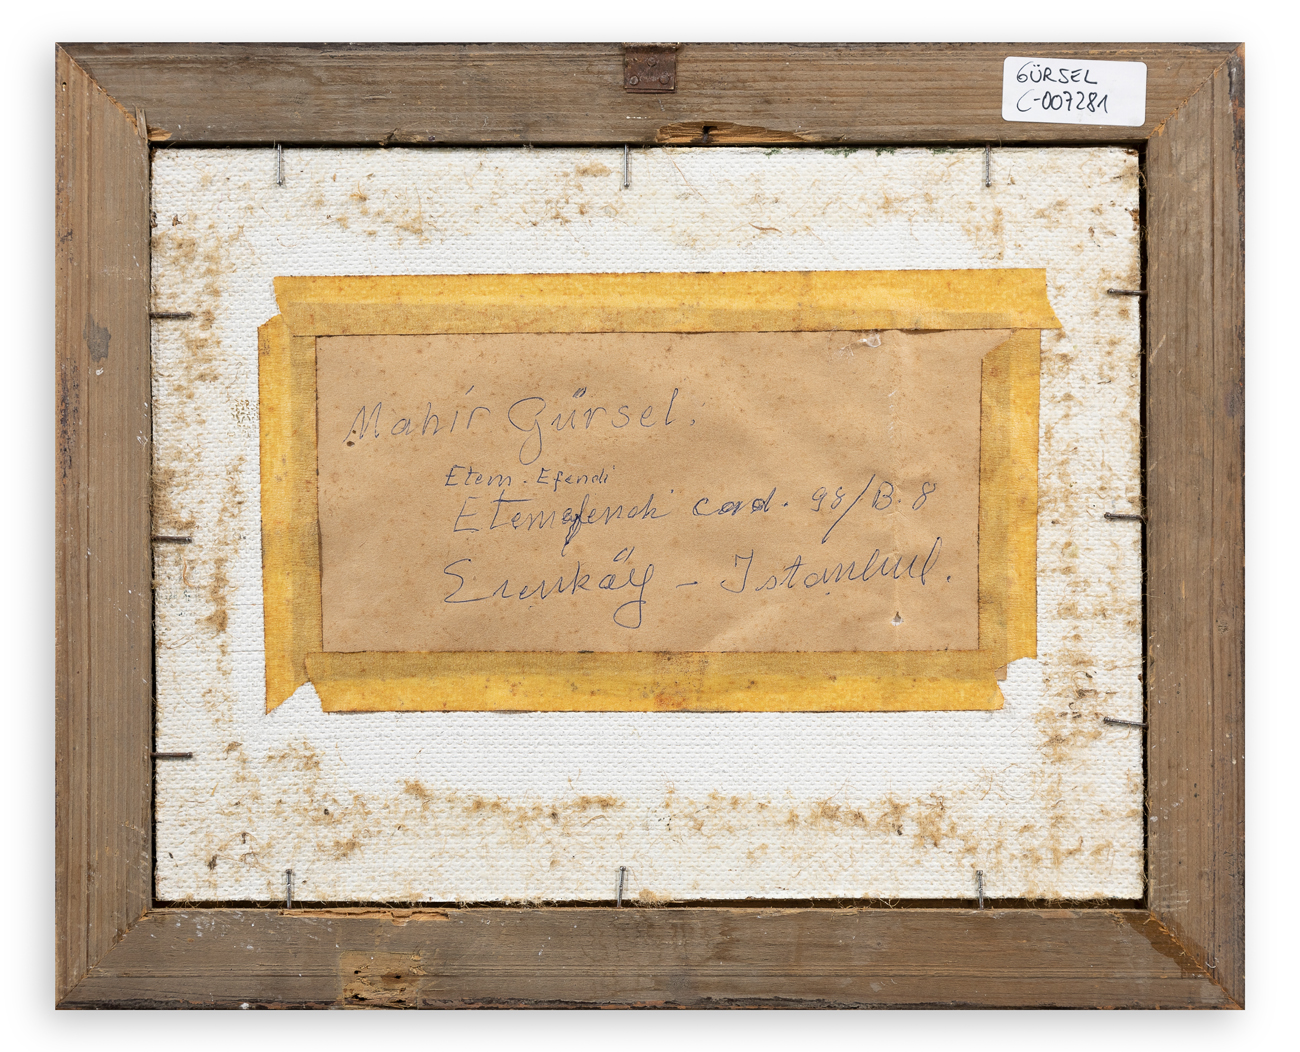 GÜRSEL
C-007281
Mahir Gürsel.
Etem. Efendi
Etemefendi cad. 98/B.8
Erenköy - Istanbul.